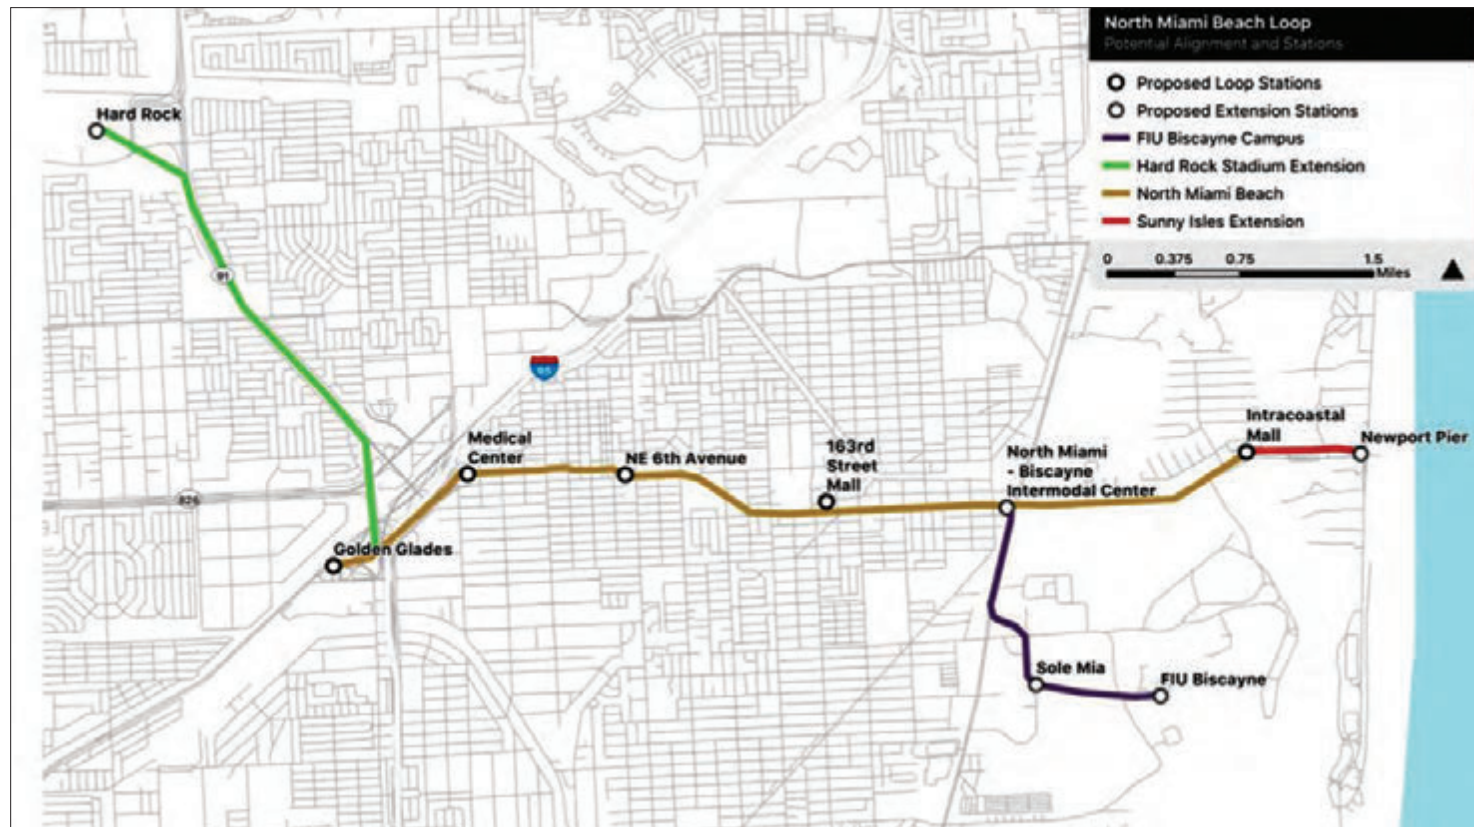 North Miami Beach Loop
Potential Alignment and Stations
Proposed Loop Stations
Proposed Extension Stations
FIU Biscayne Campus
Hard Rock Stadium Extension
North Miami Beach
Sunny Isles Extension
0 0.375 0.75 1.5
Miles
Hard Rock
91
95
Medical
Center
NE 6th Avenue
163rd
Street
Mall
North Miami
- Biscayne
Intermodal Center
Intracoastal
Mall
Newport Pier
826
Golden Glades
Sole Mia
FIU Biscayne